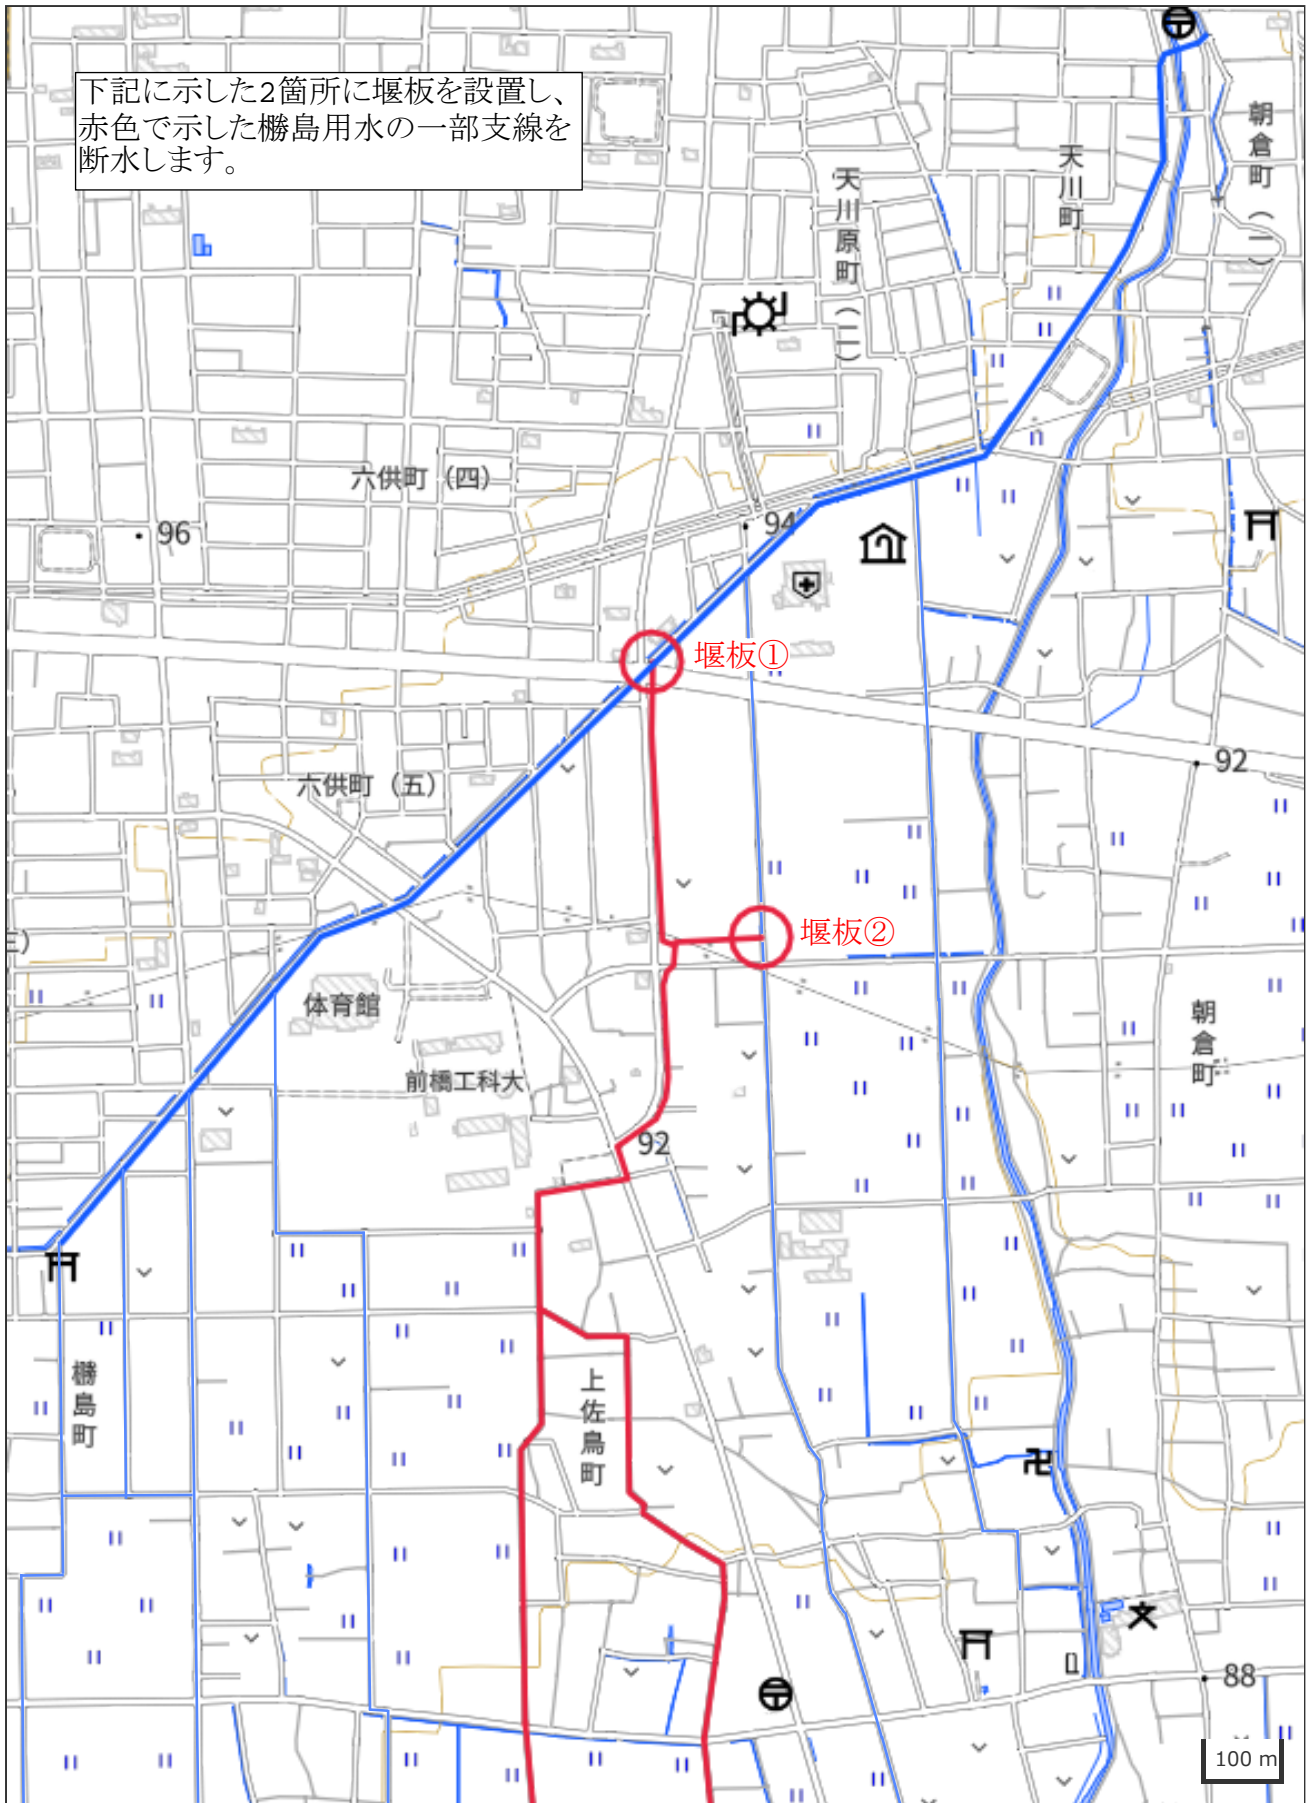 下記に示した2箇所に堰板を設置し、
赤色で示した橳島用水の一部支線を
断水します。
朝倉町(一)
天川町
天川原町(二)
六供町(四)
96
94
堰板①
92
六供町(五)
堰板②
三)
体育館
朝倉町
前橋工科大
92
橳島町
上佐鳥町
88
100 m